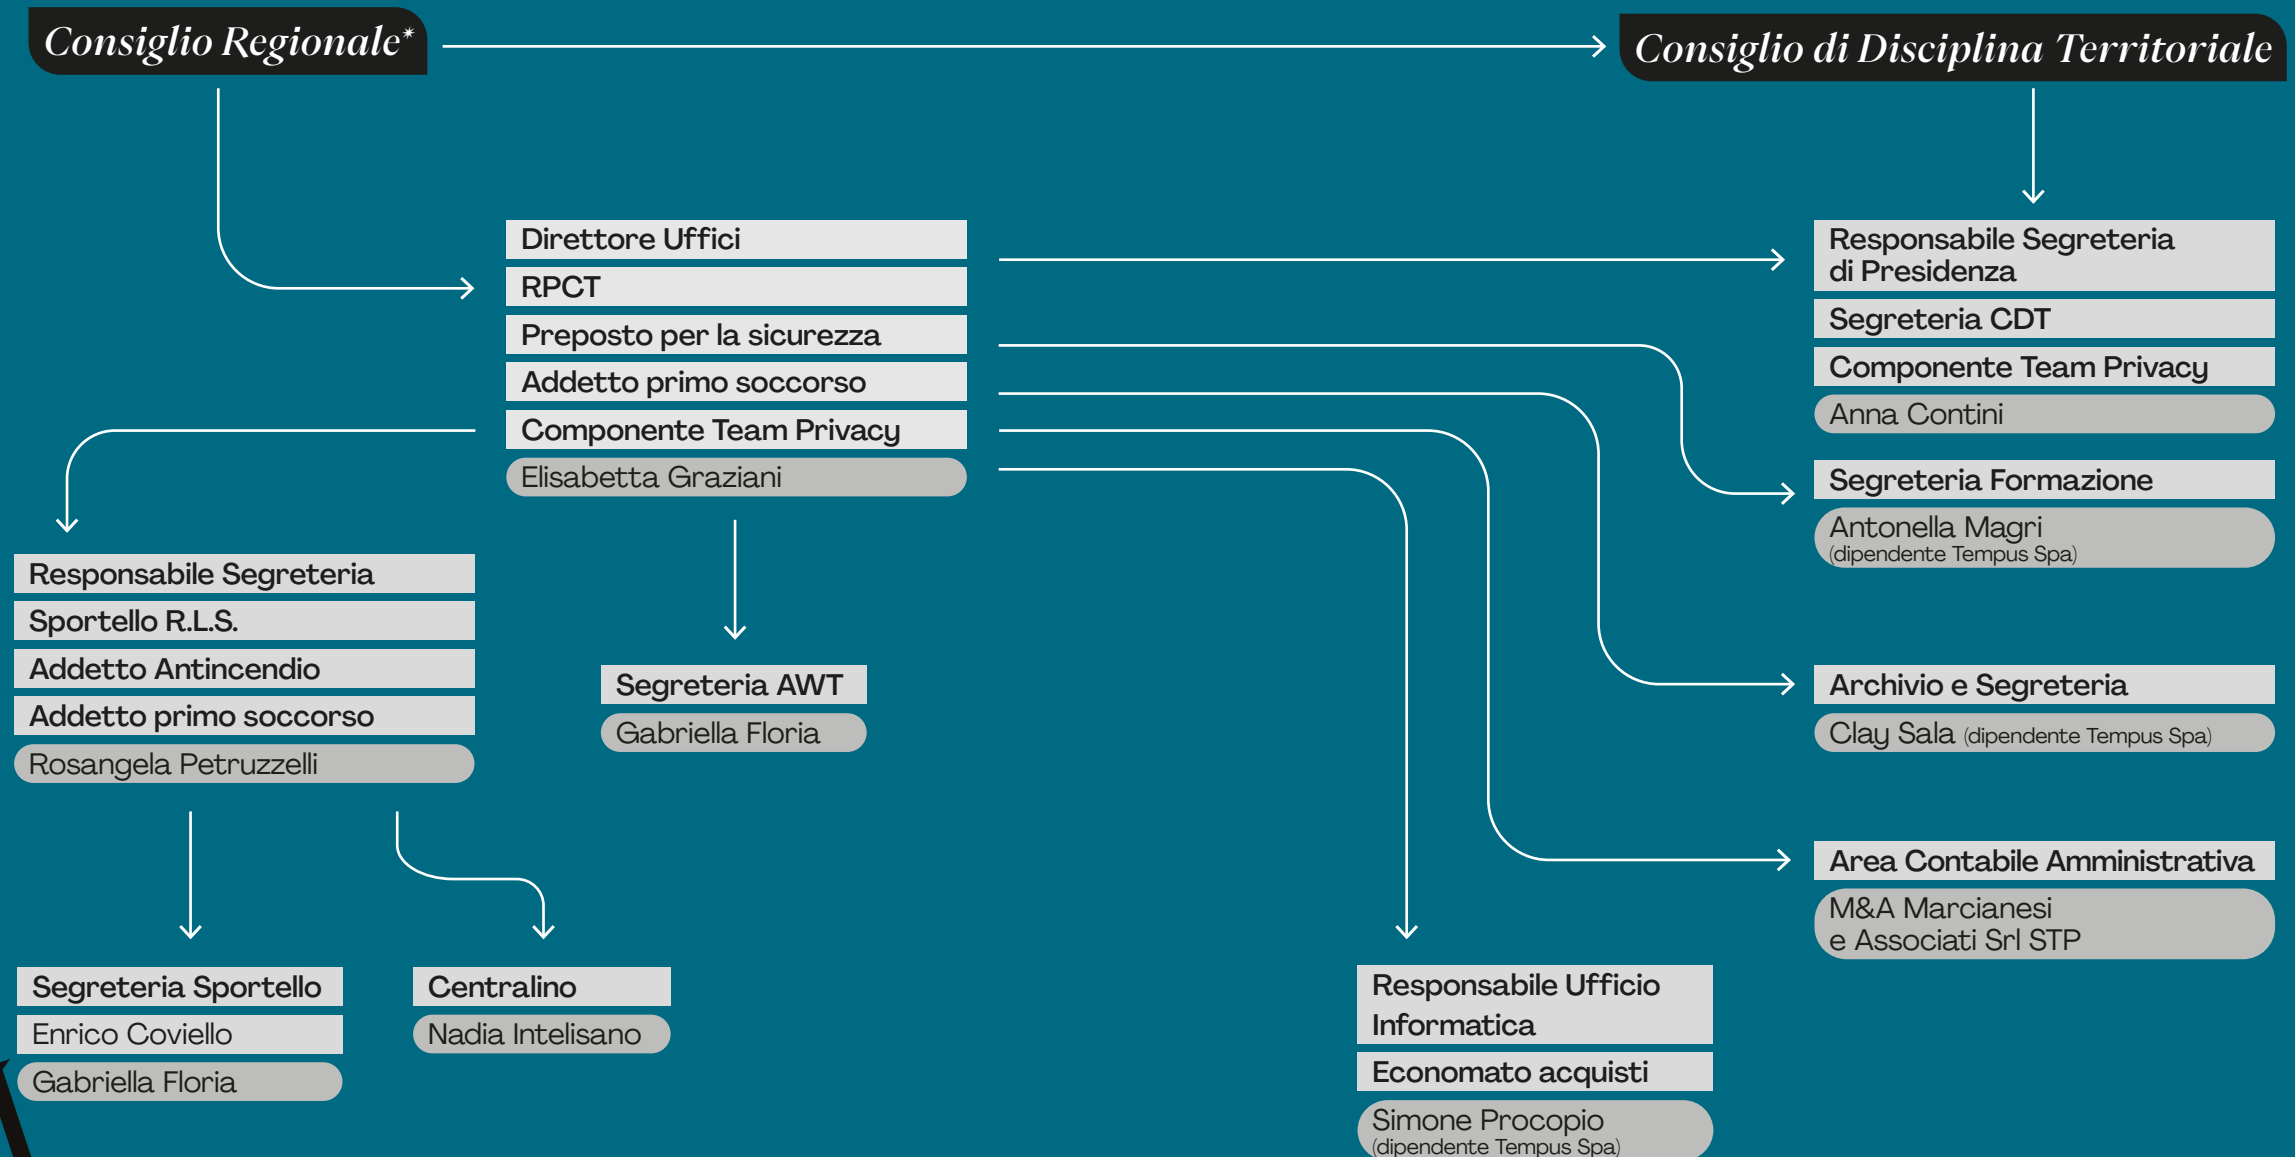 Consiglio Regionale*
Consiglio di Disciplina Territoriale
Direttore Uffici
RPCT
Preposto per la sicurezza
Addetto primo soccorso
Componente Team Privacy
Elisabetta Graziani
Responsabile Segreteria
di Presidenza
Segreteria CDT
Componente Team Privacy
Anna Contini
Segreteria Formazione
Antonella Magri
(dipendente Tempus Spa)
Responsabile Segreteria
Sportello R.L.S.
Addetto Antincendio
Addetto primo soccorso
Rosangela Petruzzelli
Segreteria AWT
Gabriella Floria
Archivio e Segreteria
Clay Sala (dipendente Tempus Spa)
Area Contabile Amministrativa
M&A Marcianesi
e Associati Srl STP
Segreteria Sportello
Enrico Coviello
Gabriella Floria
Centralino
Nadia Intelisano
Responsabile Ufficio
Informatica
Economato acquisti
Simone Procopio
(dipendente Tempus Spa)